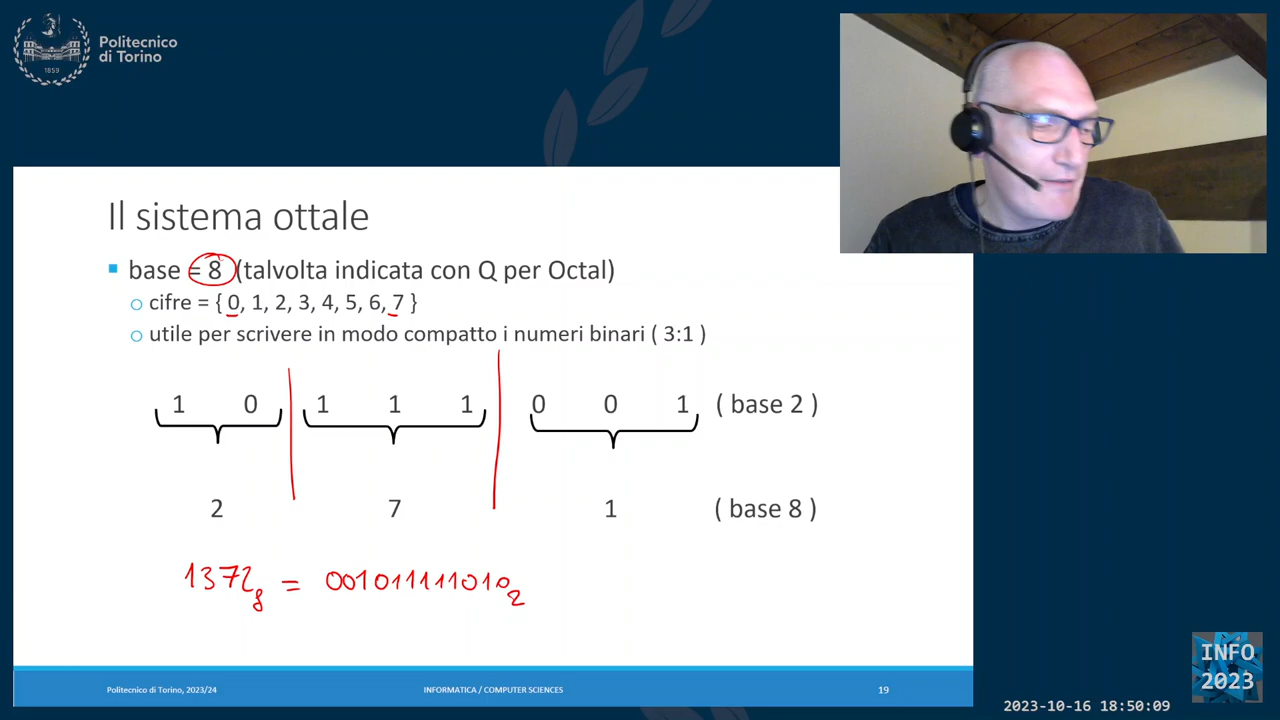 Politecnico
di Torino
1859
Il sistema ottale
base = 8 (talvolta indicata con Q per Octal)
cifre = { 0, 1, 2, 3, 4, 5, 6, 7 }
utile per scrivere in modo compatto i numeri binari ( 3:1 )
1 0 1 1 1 0 0 1 ( base 2 )
2 7 1 ( base 8 )
1372₈ = 001011111010₂
Politecnico di Torino, 2023/24 INFORMATICA / COMPUTER SCIENCES 19
INFO
2023
2023-10-16 18:50:09